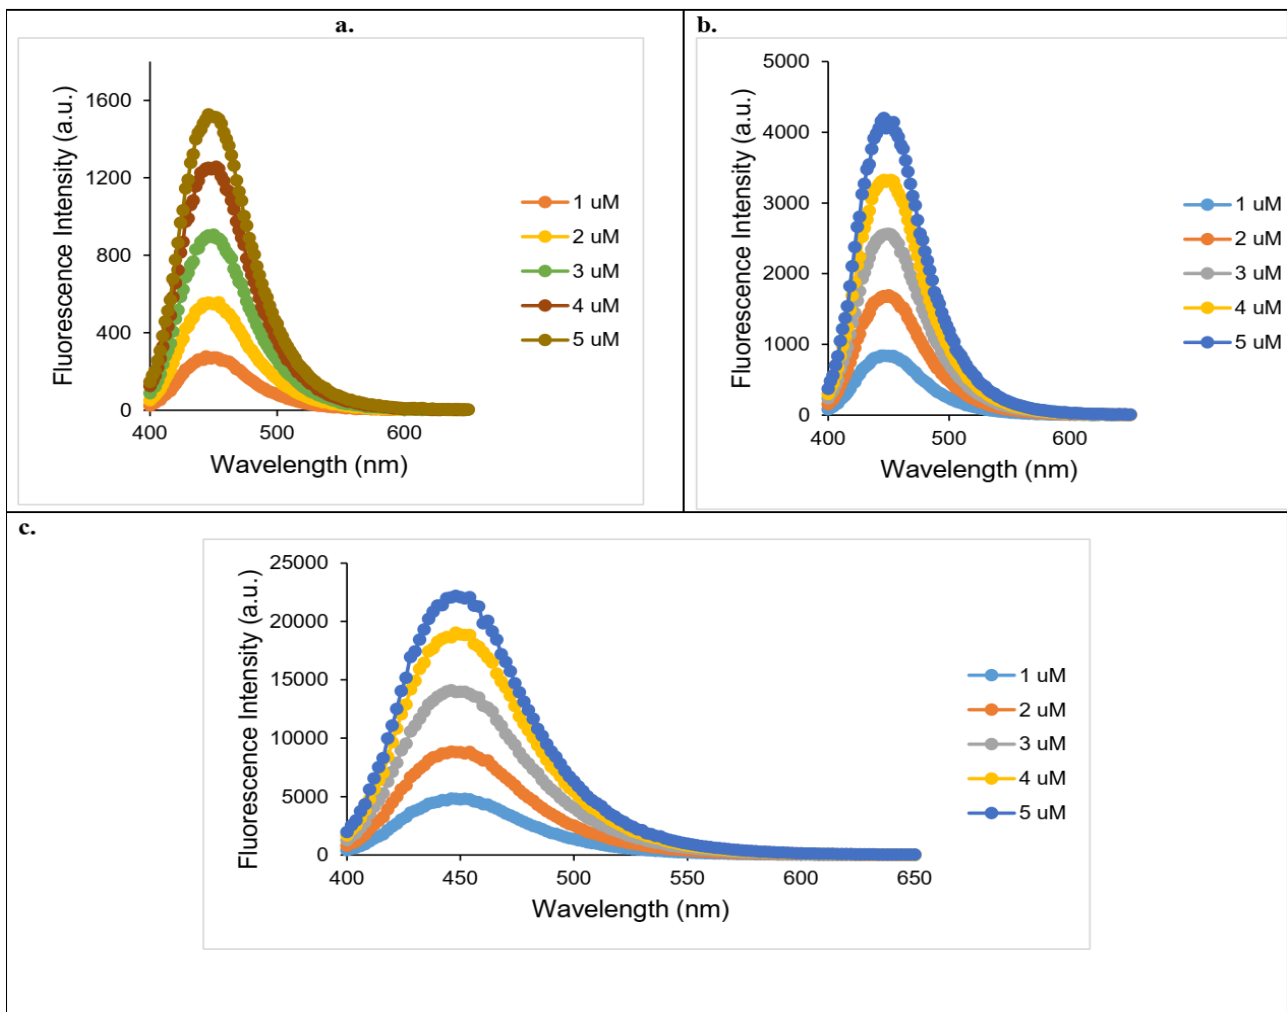 a.
Fluorescence Intensity (a.u.)
1600
1200
800
400
0
400 500 600
Wavelength (nm)
1 uM
2 uM
3 uM
4 uM
5 uM
b.
Fluorescence Intensity (a.u.)
5000
4000
3000
2000
1000
0
400 500 600
Wavelength (nm)
1 uM
2 uM
3 uM
4 uM
5 uM
c.
Fluorescence Intensity (a.u.)
25000
20000
15000
10000
5000
0
400 450 500 550 600 650
Wavelength (nm)
1 uM
2 uM
3 uM
4 uM
5 uM